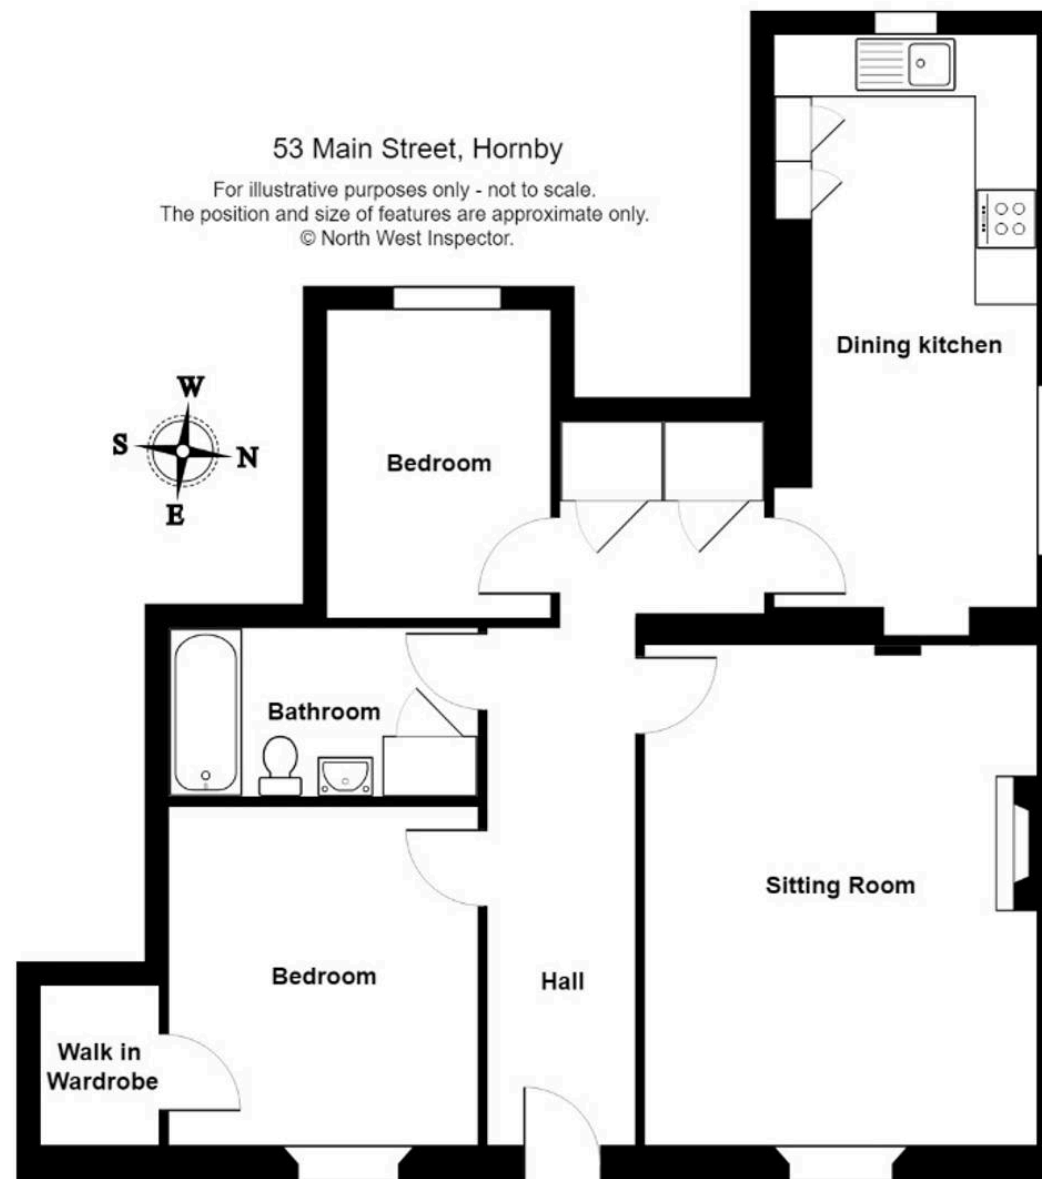 53 Main Street, Hornby
For illustrative purposes only - not to scale.
The position and size of features are approximate only.
© North West Inspector.
Dining kitchen
W
S
N
E
Bedroom
Bathroom
Sitting Room
Bedroom
Hall
Walk in
Wardrobe